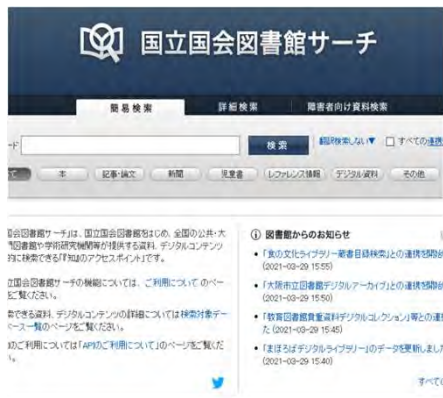 国立国会図書館サーチ
簡易検索 詳細検索 障害者向け資料検索
検索 翻訳検索しない▼ すべての連携
本 記事・論文 新聞 児童書 レファレンス情報 デジタル資料 その他
国会図書館サーチ」は、国立国会図書館をはじめ、全国の公共・大
図書館や学術研究機関等が提供する資料、デジタルコンテンツ
的に検索できる「『知』のアクセスポイント」です。
立国会図書館サーチの機能については、ご利用について のペー
ご覧ください。
索できる資料、デジタルコンテンツの詳細については検索対象デー
ベース一覧のページをご覧ください。
のご利用については「APIのご利用について」のページをご覧くだ
い。
図書館からのお知らせ
「食の文化ライブラリー蔵書目録検索」との連携を開始
(2021-03-29 15:55)
「大阪市立図書館デジタルアーカイブ」との連携を開始
(2021-03-29 15:50)
「教育図書館貴重資料デジタルコレクション」等との連
た (2021-03-29 15:45)
「まほろばデジタルライブラリー」のデータを更新しまし
(2021-03-29 15:40)
すべて